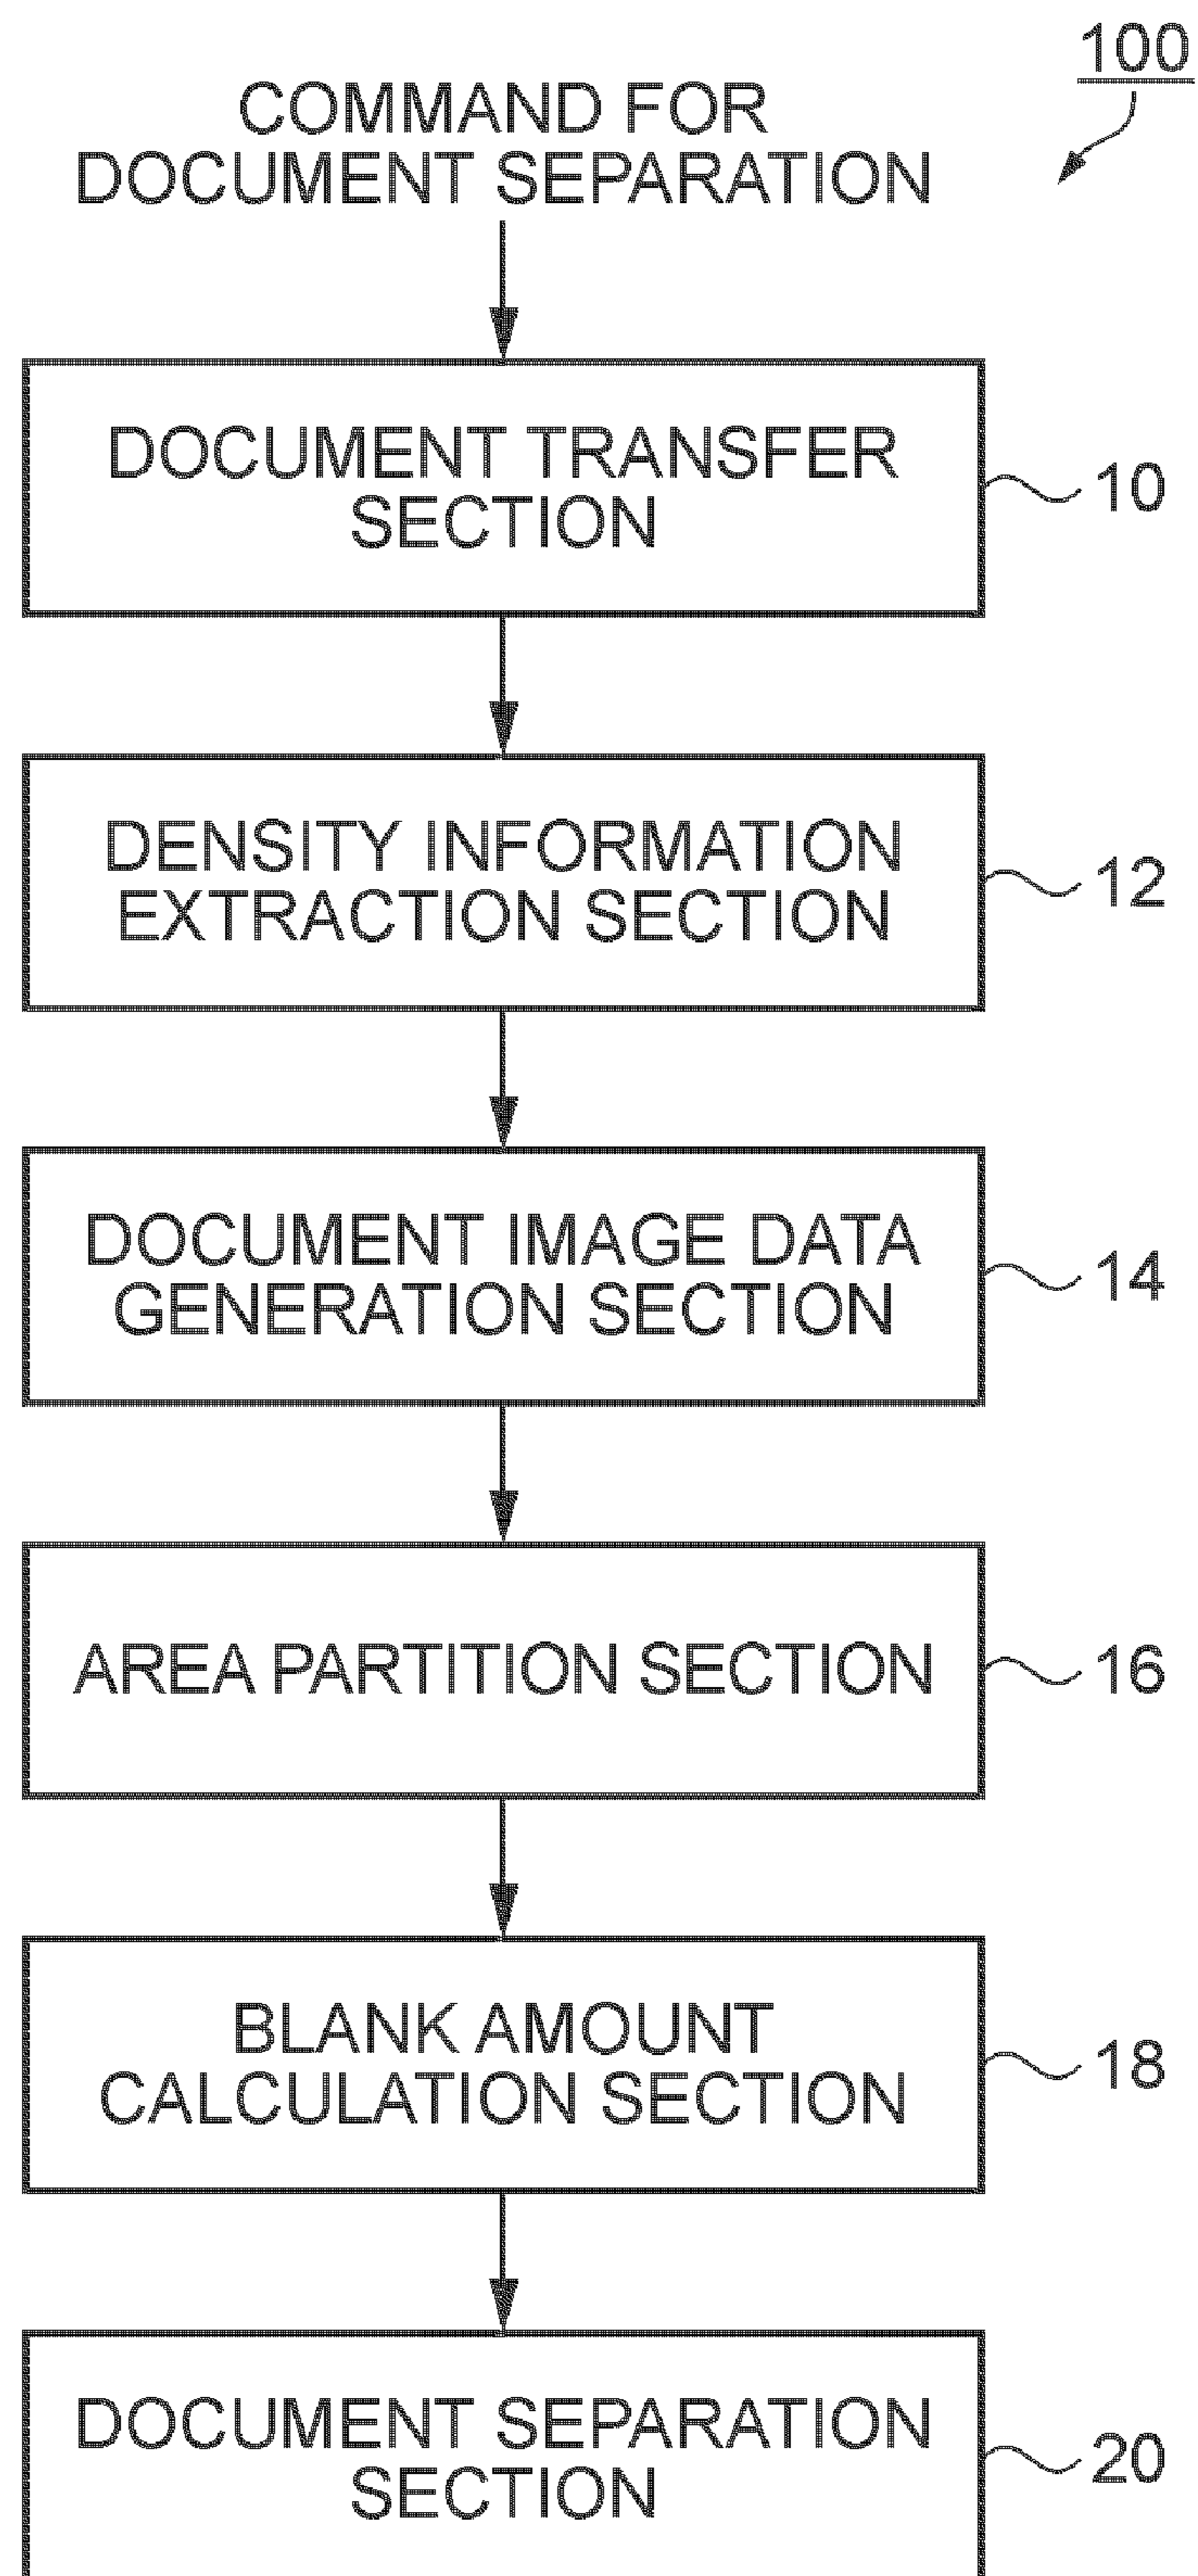 100
COMMAND FOR
DOCUMENT SEPARATION
DOCUMENT TRANSFER
SECTION
10
DENSITY INFORMATION
EXTRACTION SECTION
12
DOCUMENT IMAGE DATA
GENERATION SECTION
14
AREA PARTITION SECTION
16
BLANK AMOUNT
CALCULATION SECTION
18
DOCUMENT SEPARATION
SECTION
20